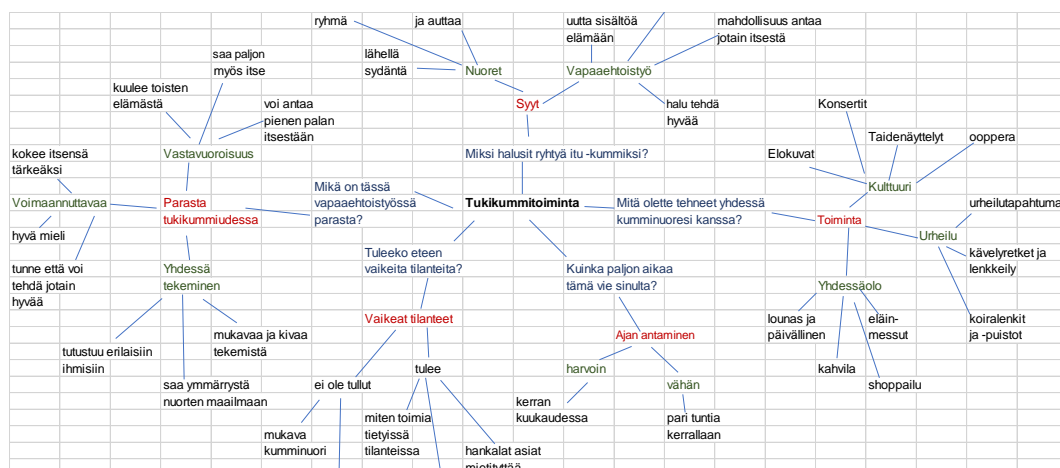 ryhmä
ja auttaa
uutta sisältöä
elämään
mahdollisuus antaa
jotain itsestä
saa paljon
myös itse
lähellä
sydäntä
Nuoret
Vapaaehtoistyö
kuulee toisten
elämästä
voi antaa
pienen palan
itsestään
Syyt
halu tehdä
hyvää
Konsertit
Taidenäyttelyt
ooppera
kokee itsensä
tärkeäksi
Vastavuoroisuus
Miksi halusit ryhtyä itu -kummiksi?
Elokuvat
Kulttuuri
Voimaannuttavaa
Parasta
tukikummiudessa
Mikä on tässä
vapaaehtoistyössä
parasta?
Tukikummitoiminta
Mitä olette tehneet yhdessä
kumminuoresi kanssa?
Toiminta
urheilutapahtuma
hyvä mieli
Urheilu
kävelyretket ja
lenkkeily
tunne että voi
tehdä jotain
hyvää
Yhdessä
tekeminen
Tuleeko eteen
vaikeita tilanteita?
Kuinka paljon aikaa
tämä vie sinulta?
Yhdessäolo
Vaikeat tilanteet
Ajan antaminen
lounas ja
päivällinen
eläin-
messut
koiralenkit
ja -puistot
tutustuu erilaisiin
ihmisiin
mukavaa ja kivaa
tekemistä
saa ymmärrystä
nuorten maailmaan
ei ole tullut
tulee
harvoin
vähän
kahvila
shoppailu
kerran
kuukaudessa
pari tuntia
kerrallaan
mukava
kumminuori
miten toimia
tietyissä
tilanteissa
hankalat asiat
mietityttää